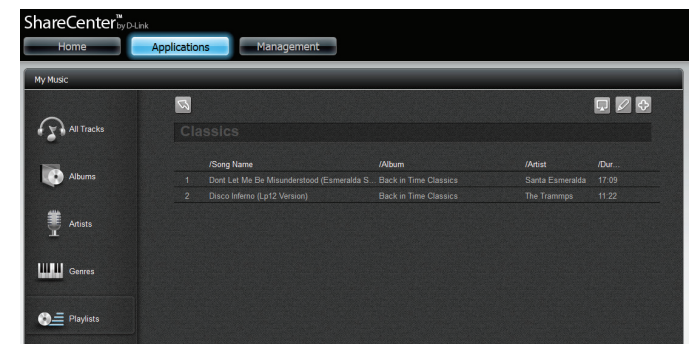 ShareCenter™ by D-Link
Home Applications Management
My Music
All Tracks
Albums
Artists
Genres
Playlists
Classics
/Song Name /Album /Artist /Dur...
1 Dont Let Me Be Misunderstood (Esmeralda S... Back in Time Classics Santa Esmeralda 17:09
2 Disco Inferno (Lp12 Version) Back in Time Classics The Trammps 11:22